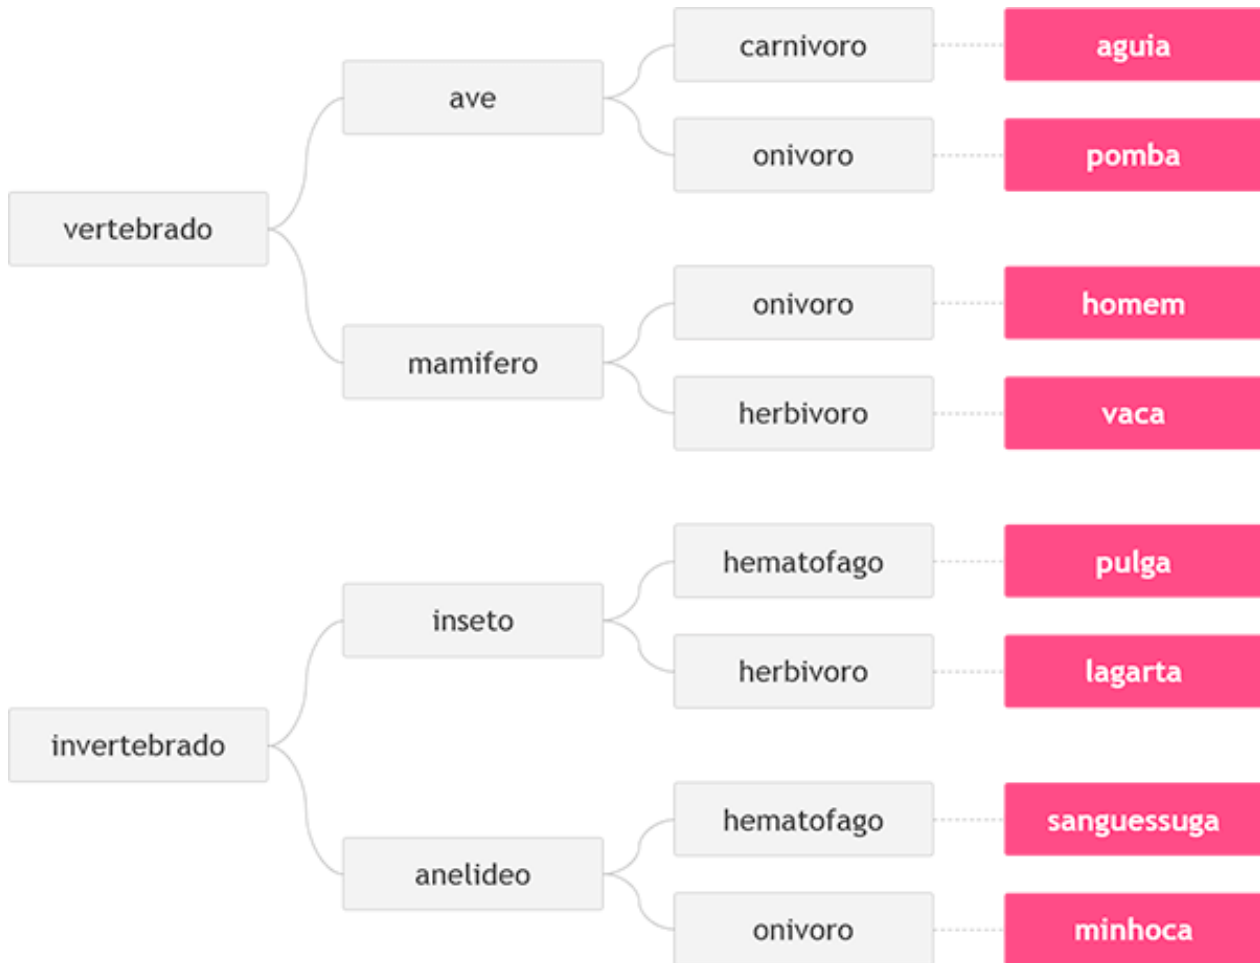 vertebrado
ave
carnivoro
aguia
onivoro
pomba
mamifero
onivoro
homem
herbivoro
vaca
invertebrado
inseto
hematofago
pulga
herbivoro
lagarta
anelideo
hematofago
sanguessuga
onivoro
minhoca